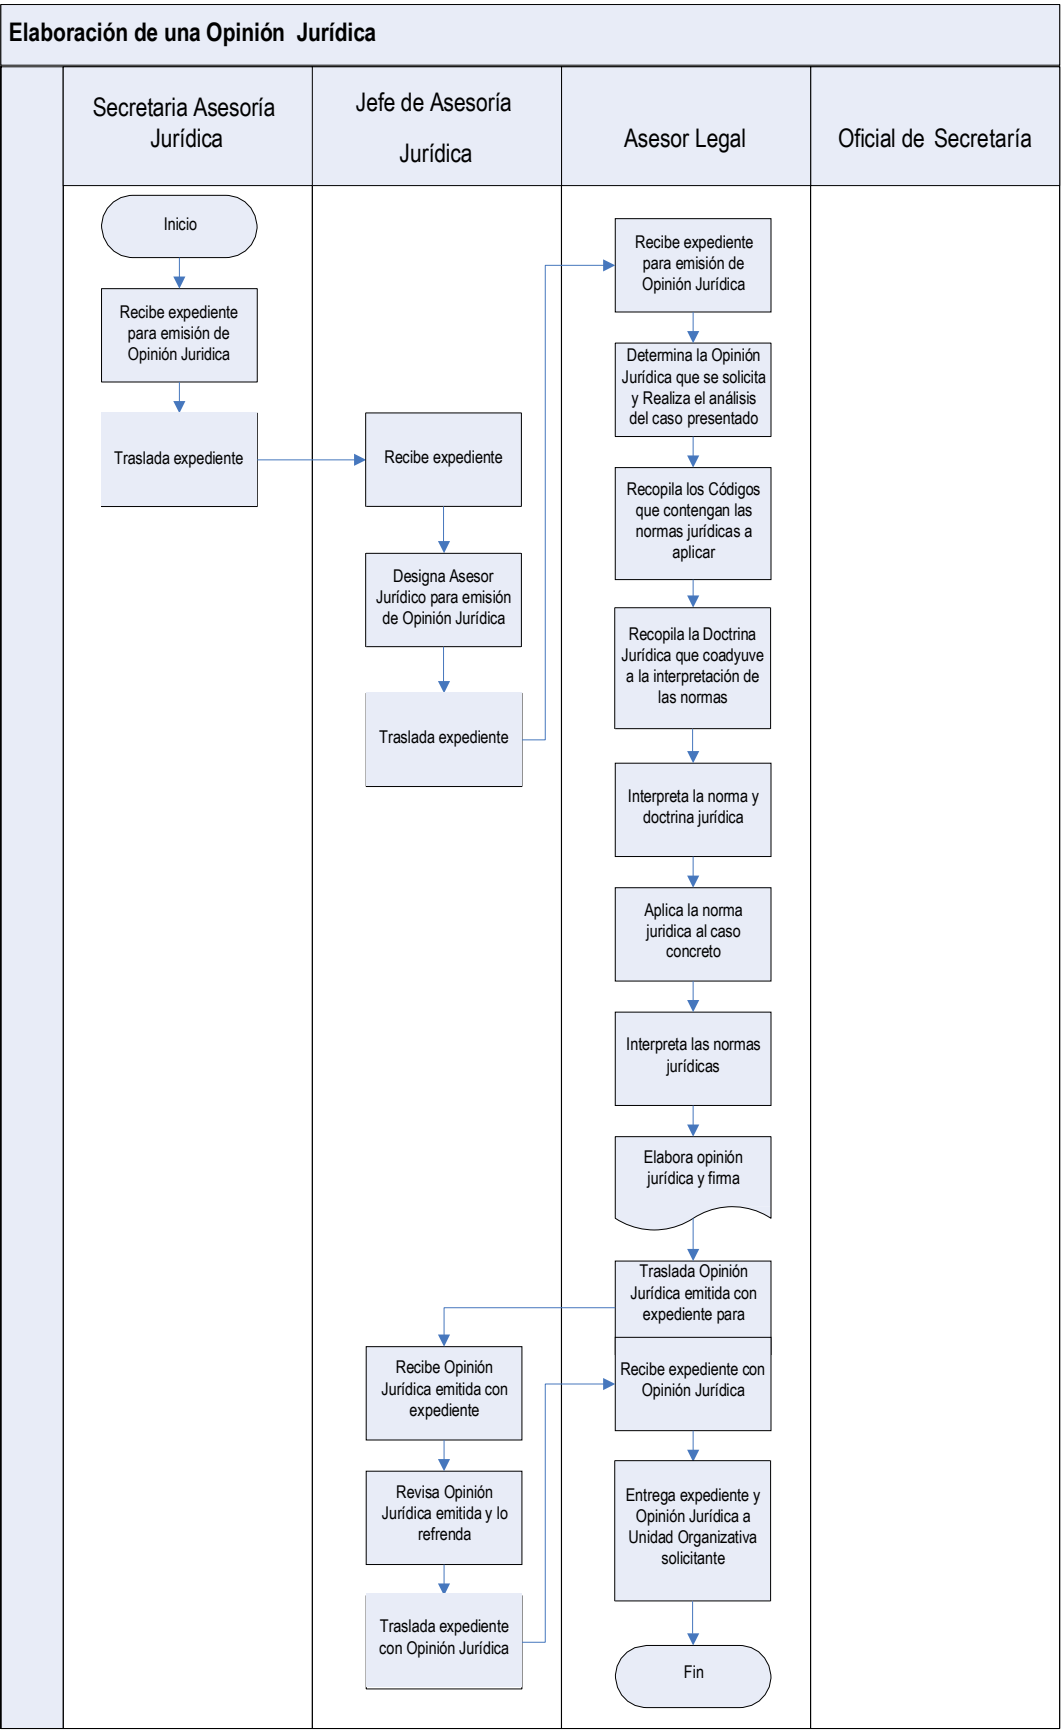 Elaboración de una Opinión Jurídica
Secretaria Asesoría
Jurídica
Jefe de Asesoría
Jurídica
Asesor Legal
Oficial de Secretaría
Inicio
Recibe expediente
para emisión de
Opinión Juridica
Traslada expediente
Recibe expediente
Designa Asesor
Jurídico para emisión
de Opinión Jurídica
Traslada expediente
Recibe expediente
para emisión de
Opinión Jurídica
Determina la Opinión
Jurídica que se solicita
y Realiza el análisis
del caso presentado
Recopila los Códigos
que contengan las
normas jurídicas a
aplicar
Recopila la Doctrina
Jurídica que coadyuve
a la interpretación de
las normas
Interpreta la norma y
doctrina jurídica
Aplica la norma
juridica al caso
concreto
Interpreta las normas
jurídicas
Elabora opinión
jurídica y firma
Traslada Opinión
Jurídica emitida con
expediente para
Recibe Opinión
Jurídica emitida con
expediente
Revisa Opinión
Jurídica emitida y lo
refrenda
Traslada expediente
con Opinión Jurídica
Recibe expediente con
Opinión Jurídica
Entrega expediente y
Opinión Jurídica a
Unidad Organizativa
solicitante
Fin